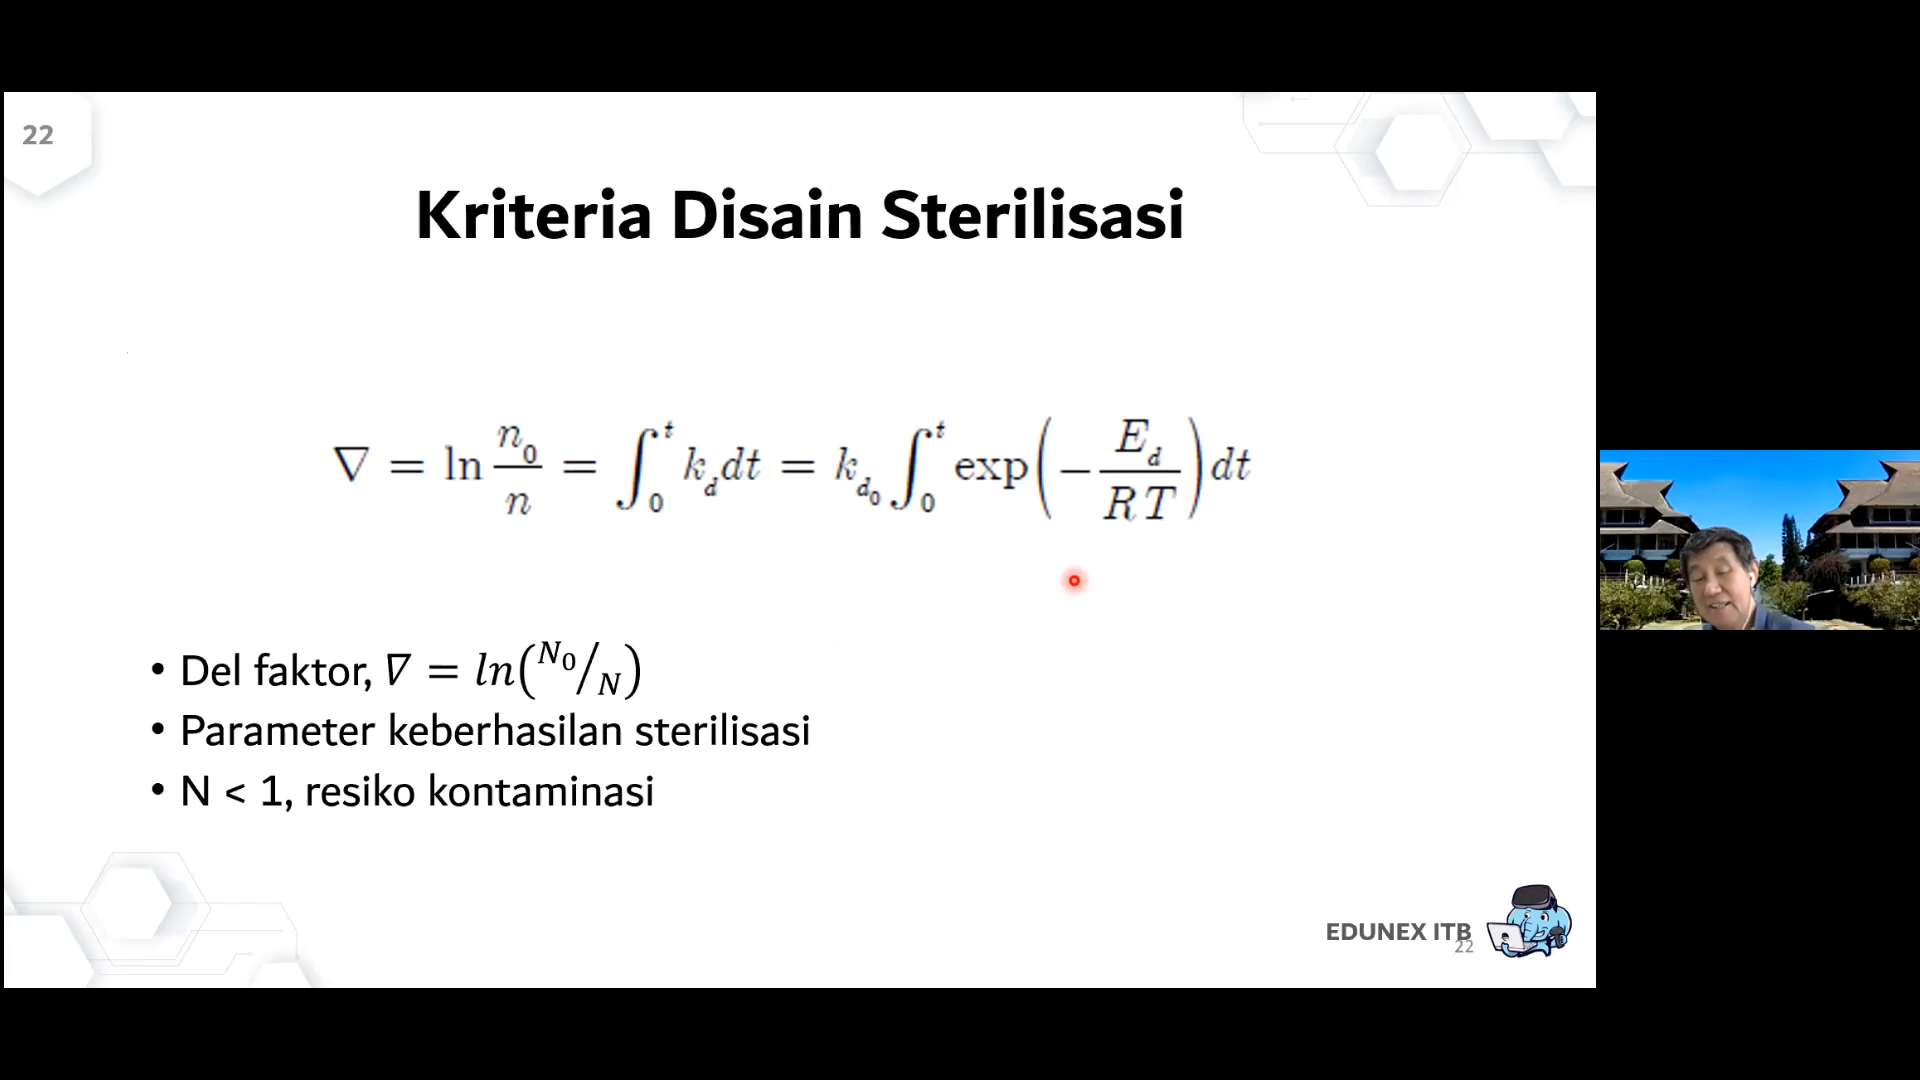 22
Kriteria Disain Sterilisasi
∇ = ln n₀/n = ∫₀ᵗ k_d dt = k_d₀ ∫₀ᵗ exp(− E_d / R T) dt
• Del faktor, ∇ = ln(N₀/N)
• Parameter keberhasilan sterilisasi
• N < 1, resiko kontaminasi
EDUNEX ITB
22